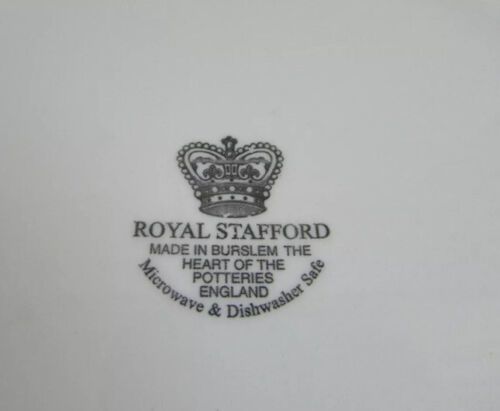 ROYAL STAFFORD
MADE IN BURSLEM THE
HEART OF THE
POTTERIES
ENGLAND
Microwave & Dishwasher Safe